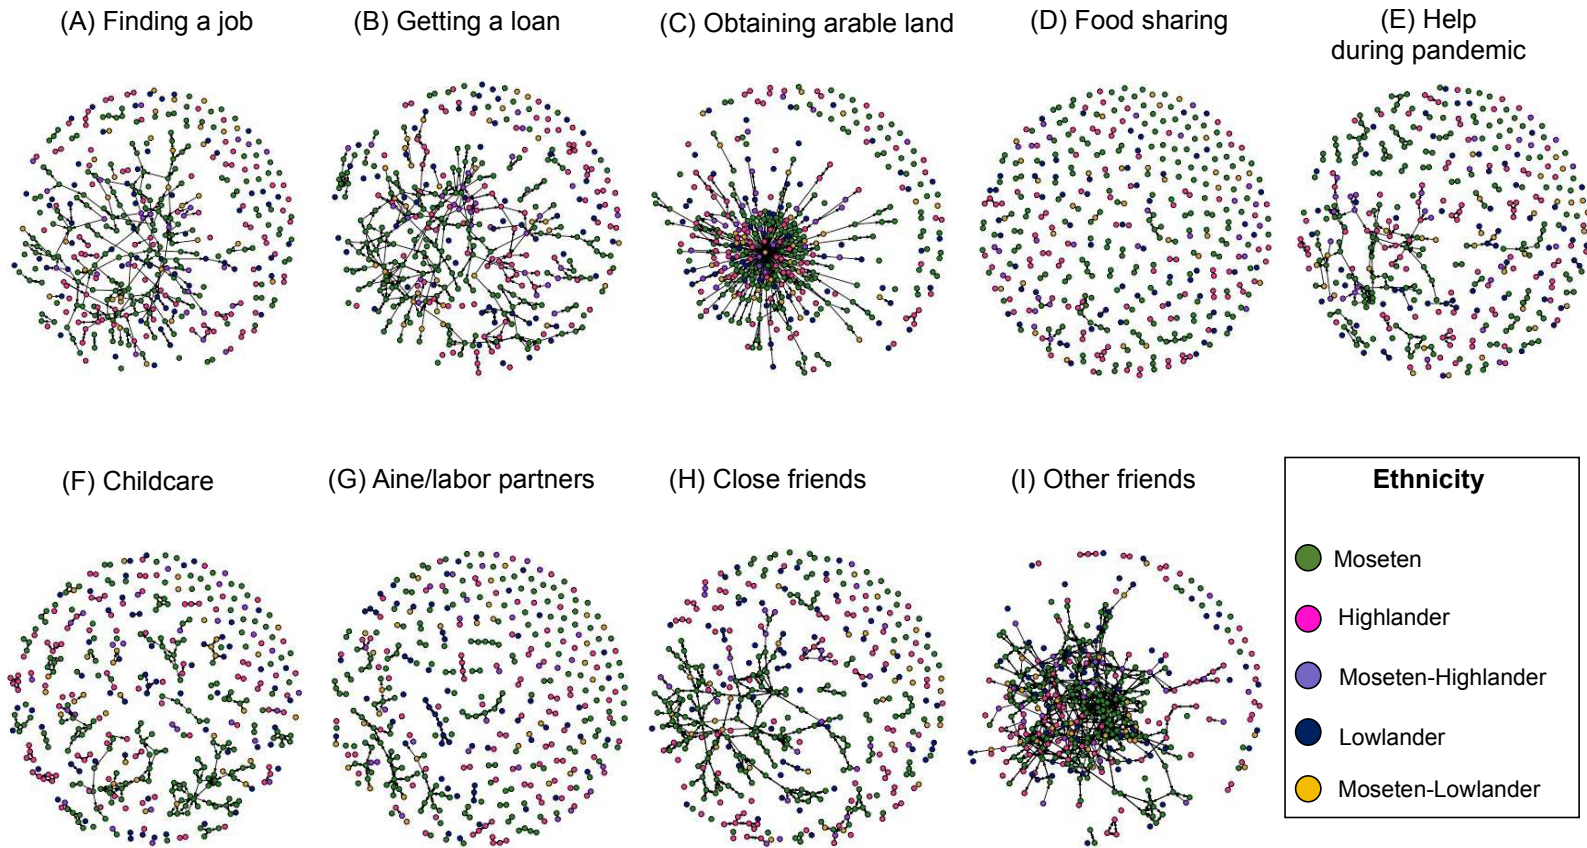 (A) Finding a job
(B) Getting a loan
(C) Obtaining arable land
(D) Food sharing
(E) Help
during pandemic
(F) Childcare
(G) Aine/labor partners
(H) Close friends
(I) Other friends
Ethnicity
Moseten
Highlander
Moseten-Highlander
Lowlander
Moseten-Lowlander